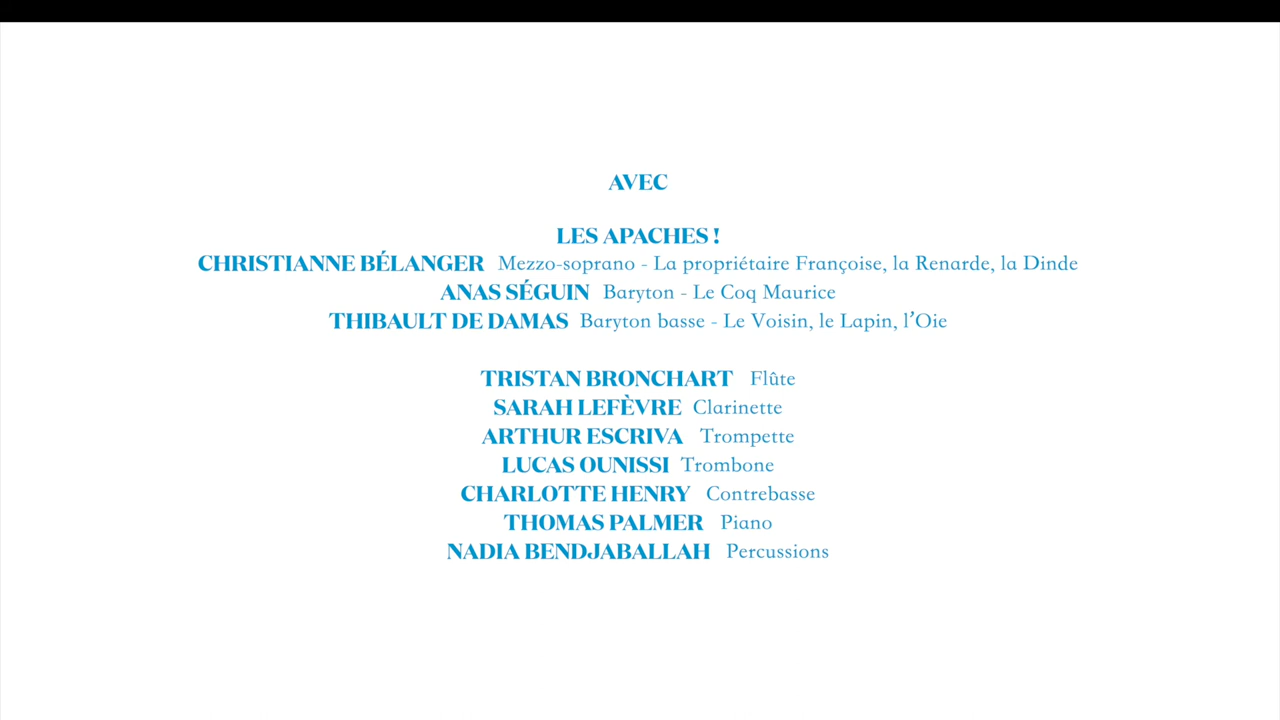 AVEC
LES APACHES !
CHRISTIANNE BÉLANGER Mezzo-soprano - La propriétaire Françoise, la Renarde, la Dinde
ANAS SÉGUIN Baryton - Le Coq Maurice
THIBAULT DE DAMAS Baryton basse - Le Voisin, le Lapin, l’Oie
TRISTAN BRONCHART Flûte
SARAH LEFÈVRE Clarinette
ARTHUR ESCRIVA Trompette
LUCAS OUNISSI Trombone
CHARLOTTE HENRY Contrebasse
THOMAS PALMER Piano
NADIA BENDJABALLAH Percussions